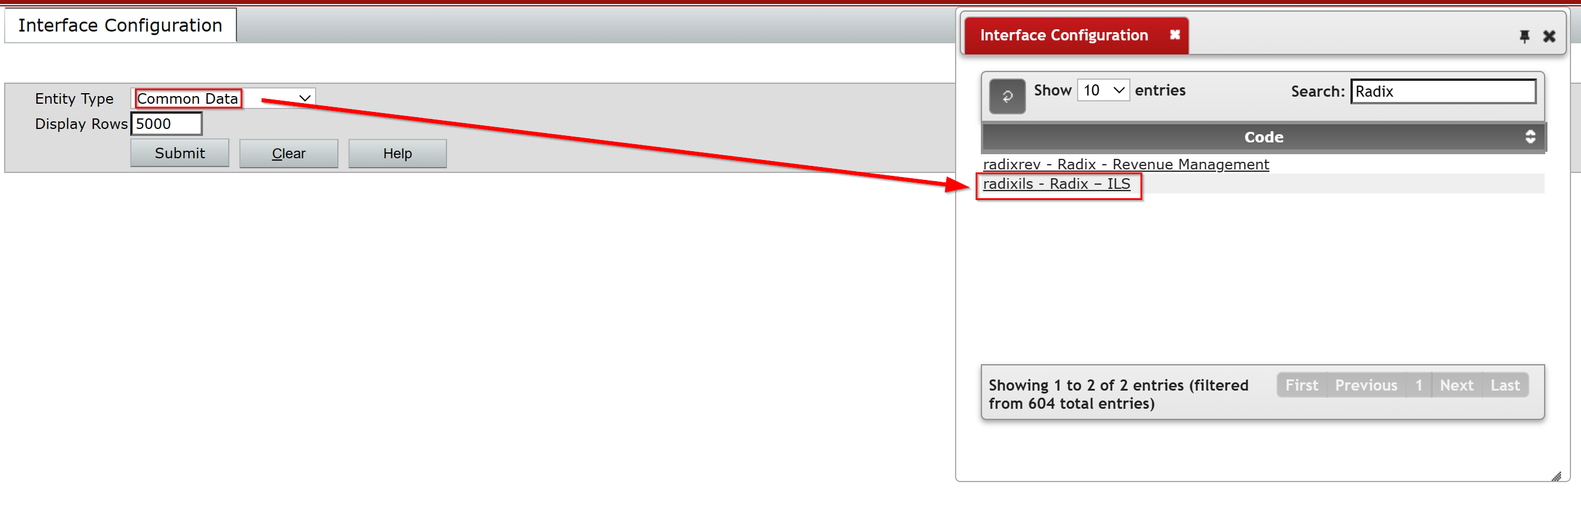 Interface Configuration
Entity Type Common Data
Display Rows 5000
Submit Clear Help
Interface Configuration
Show 10 entries Search: Radix
Code
radixrev - Radix - Revenue Management
radixils - Radix – ILS
Showing 1 to 2 of 2 entries (filtered
from 604 total entries)
First Previous 1 Next Last